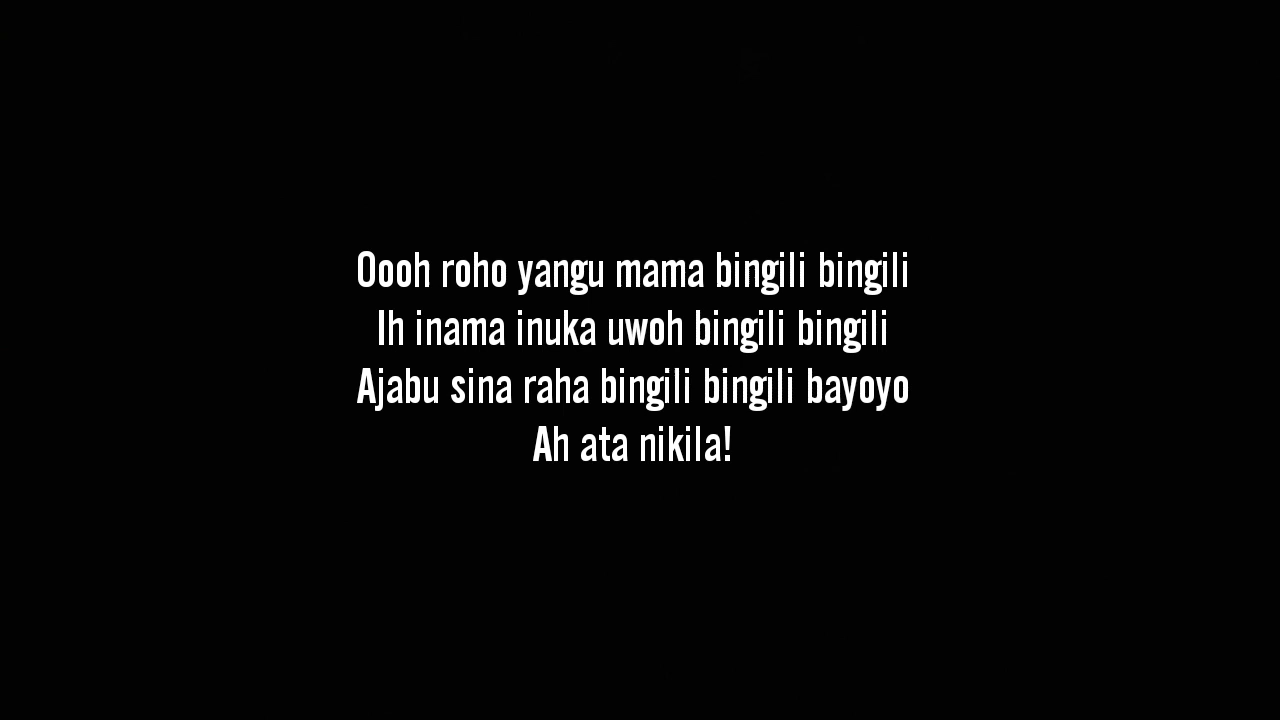 Oooh roho yangu mama bingili bingili
Ih inama inuka uwoh bingili bingili
Ajabu sina raha bingili bingili bayoyo
Ah ata nikila!